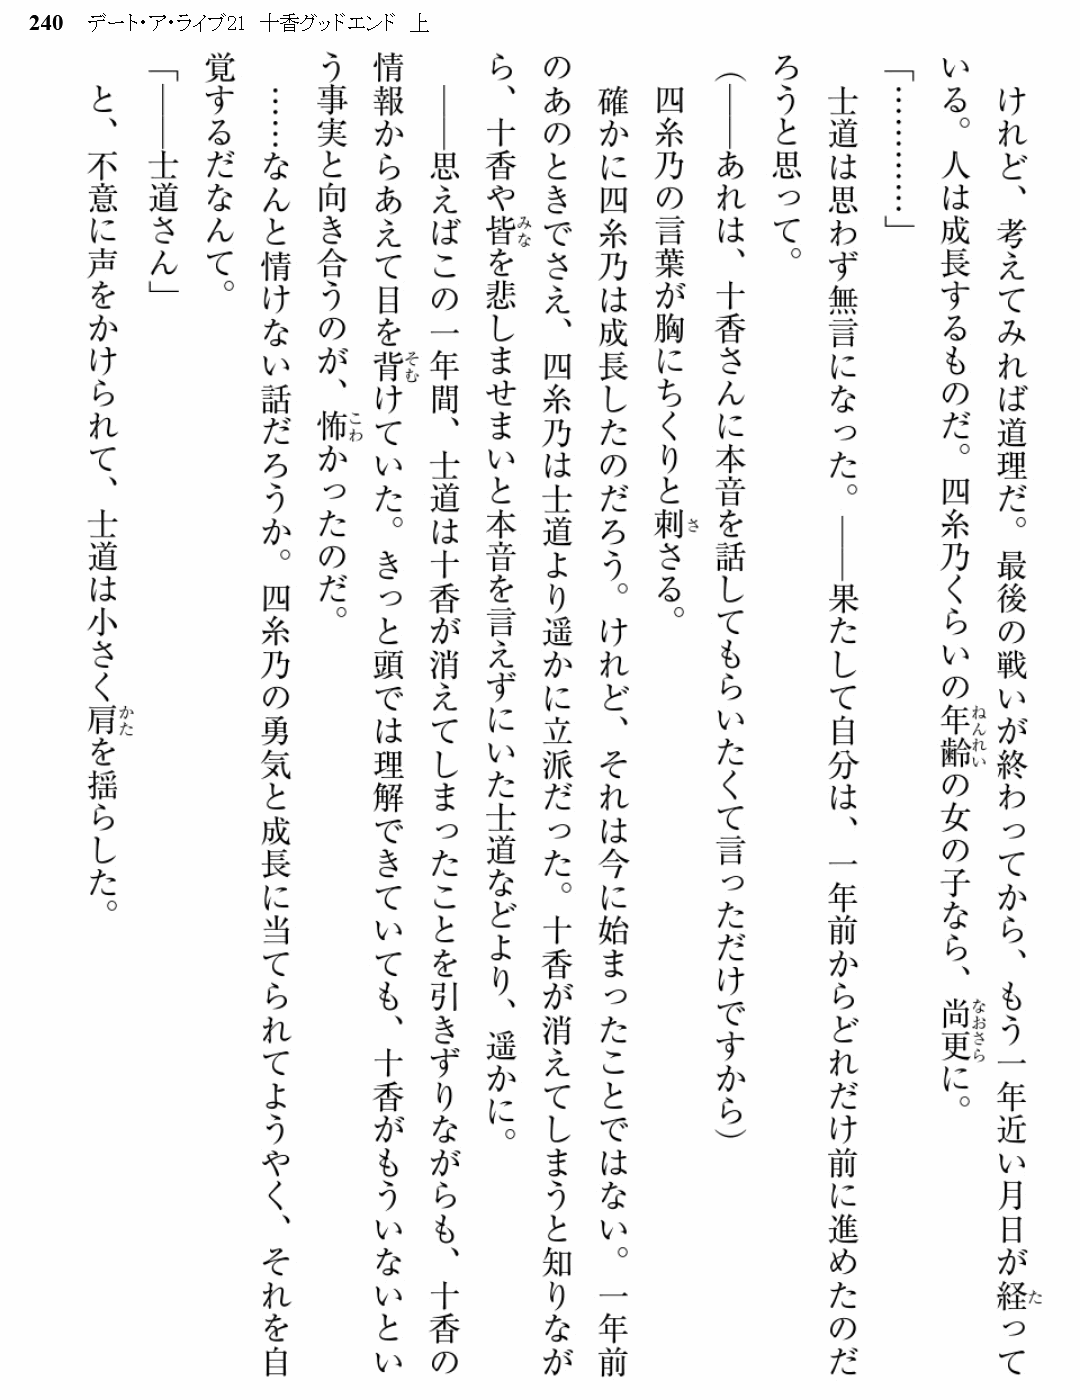 240 デート・ア・ライブ21 十香グッドエンド 上
けれど、考えてみれば道理だ。最後の戦いが終わってから、もう一年近い月日が経って
いる。人は成長するものだ。四糸乃くらいの年齢の女の子なら、尚更に。
「…………」
士道は思わず無言になった。――果たして自分は、一年前からどれだけ前に進めたのだ
ろうと思って。
(――あれは、十香さんに本音を話してもらいたくて言っただけですから)
四糸乃の言葉が胸にちくりと刺さる。
確かに四糸乃は成長したのだろう。けれど、それは今に始まったことではない。一年前
のあのときでさえ、四糸乃は士道より遥かに立派だった。十香が消えてしまうと知りなが
ら、十香や皆を悲しませまいと本音を言えずにいた士道などより、遥かに。
――思えばこの一年間、士道は十香が消えてしまったことを引きずりながらも、十香の
情報からあえて目を背けていた。きっと頭では理解できていても、十香がもういないとい
う事実と向き合うのが、怖かったのだ。
……なんと情けない話だろうか。四糸乃の勇気と成長に当てられてようやく、それを自
覚するだなんて。
「――士道さん」
と、不意に声をかけられて、士道は小さく肩を揺らした。